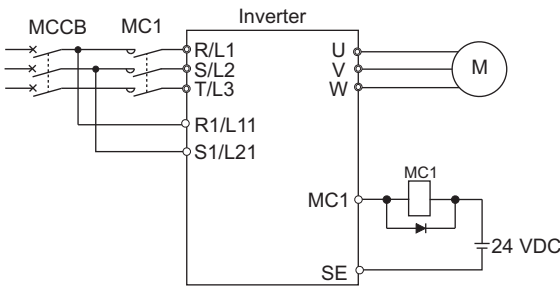 Inverter
MCCB MC1
R/L1
S/L2
T/L3
R1/L11
S1/L21
U
V
W
M
MC1
MC1
24 VDC
SE